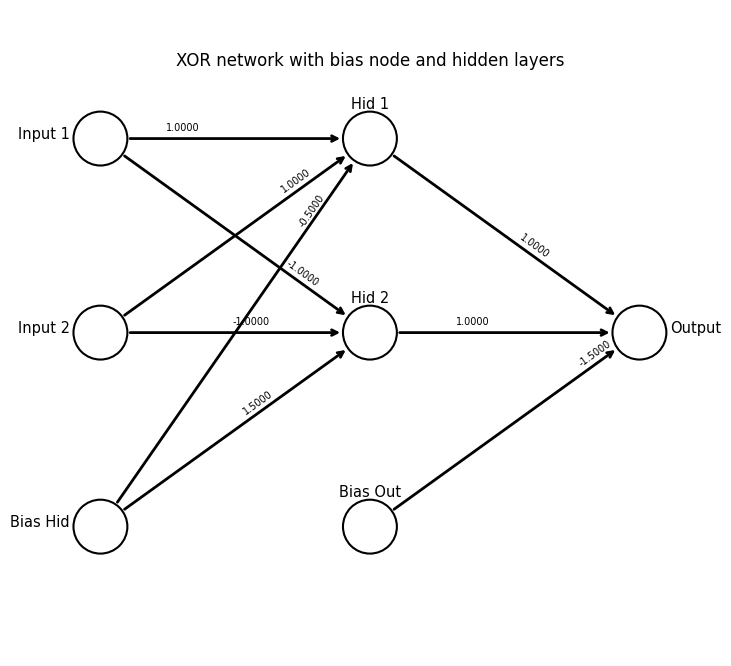 XOR network with bias node and hidden layers
Hid 1
Input 1
1.0000
1.0000
-0.5000
1.0000
-1.0000
Hid 2
Input 2
-1.0000
1.0000
Output
-1.5000
1.5000
Bias Out
Bias Hid